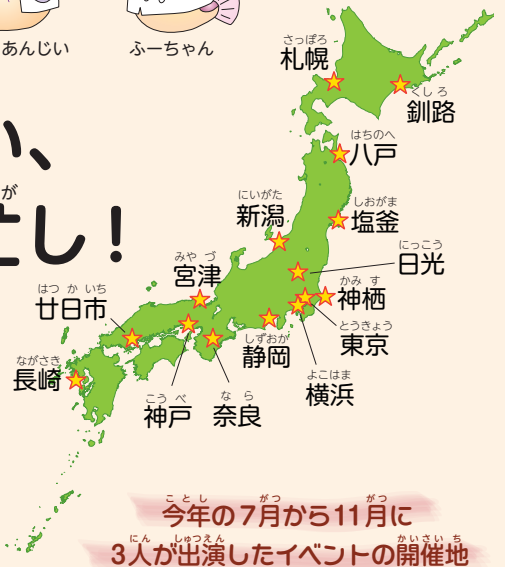 あんじい
ふーちゃん
い、
が
忙し！
さっぽろ
札幌
くしろ
釧路
はちのへ
八戸
にいがた
新潟
しおがま
塩釜
にっこう
日光
みやづ
宮津
かみす
神栖
はつかいち
廿日市
とうきょう
東京
しずおか
静岡
ながさき
長崎
よこはま
横浜
こうべ
神戸
なら
奈良
ことし がつ がつ
今年の7月から11月に
にん しゅつえん かいさいち
3人が出演したイベントの開催地